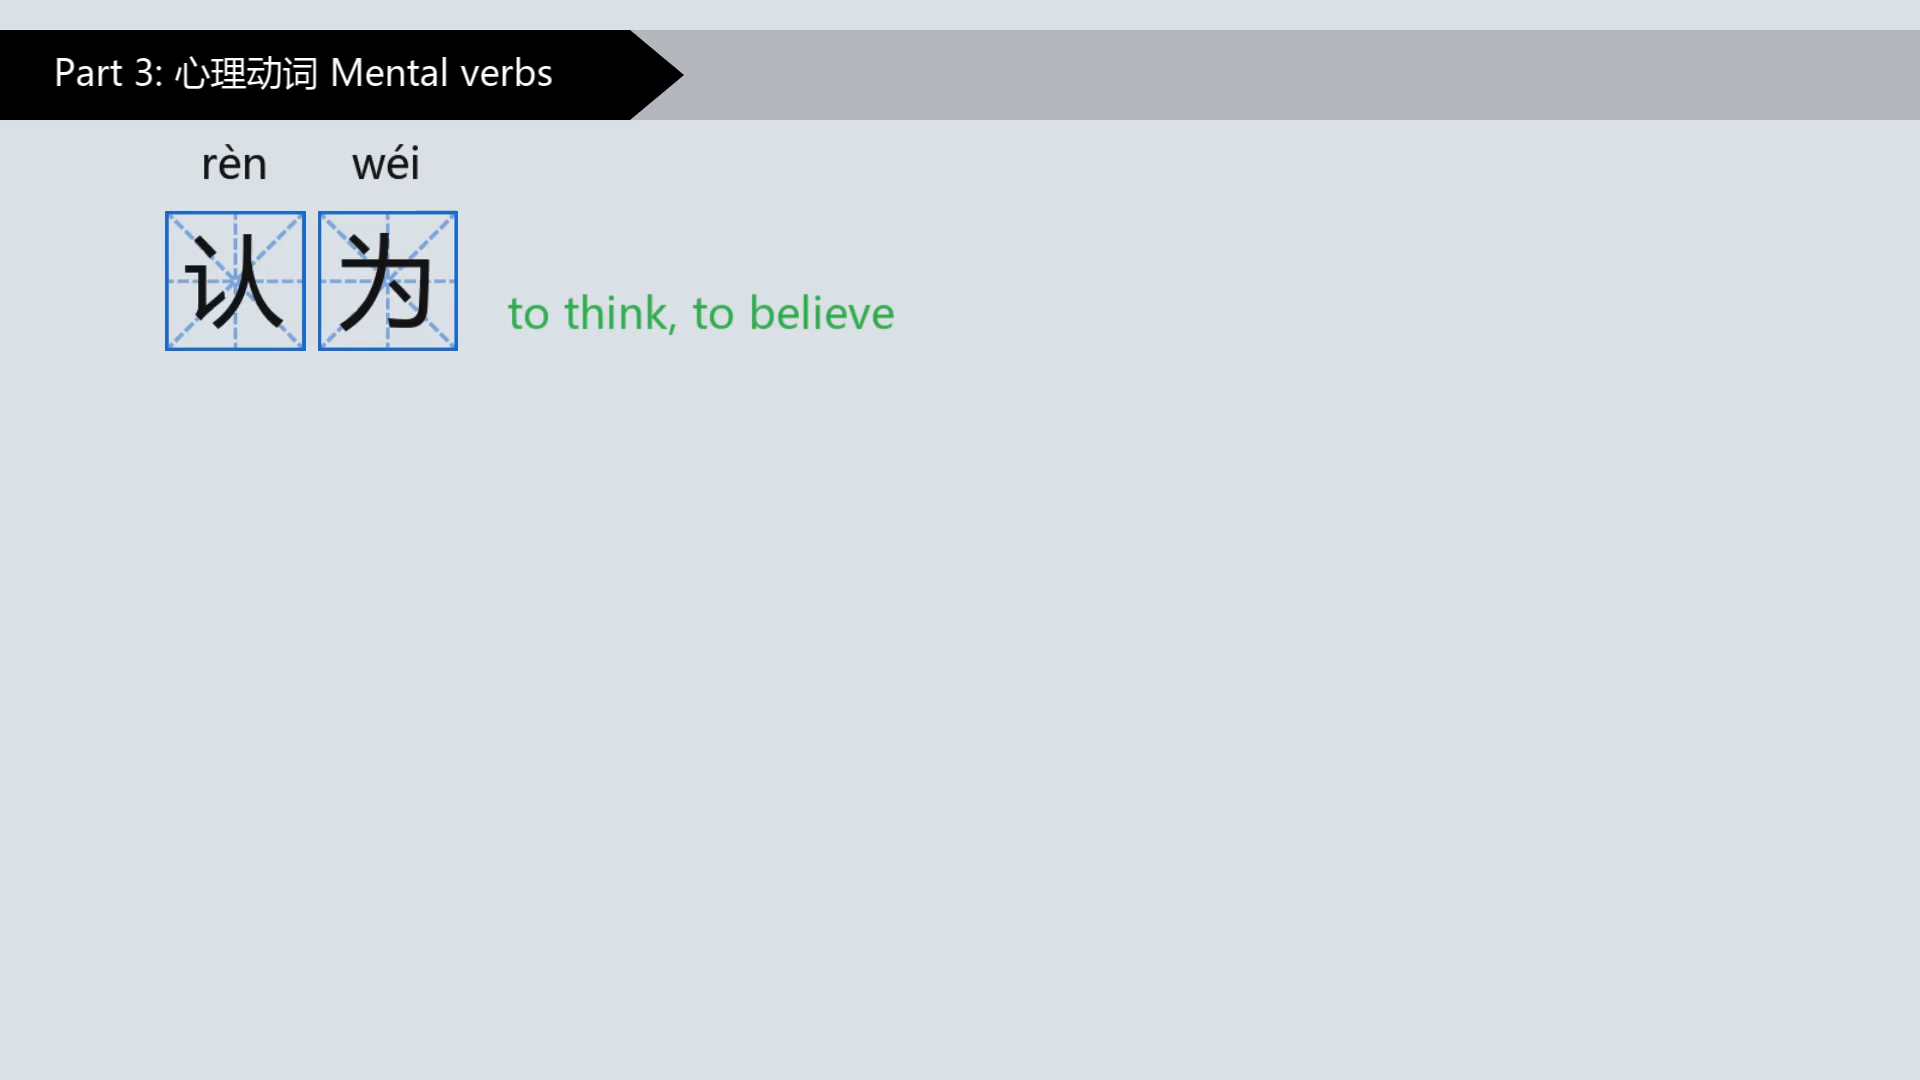 Part 3: 心理动词 Mental verbs
rèn wéi
认为 to think, to believe